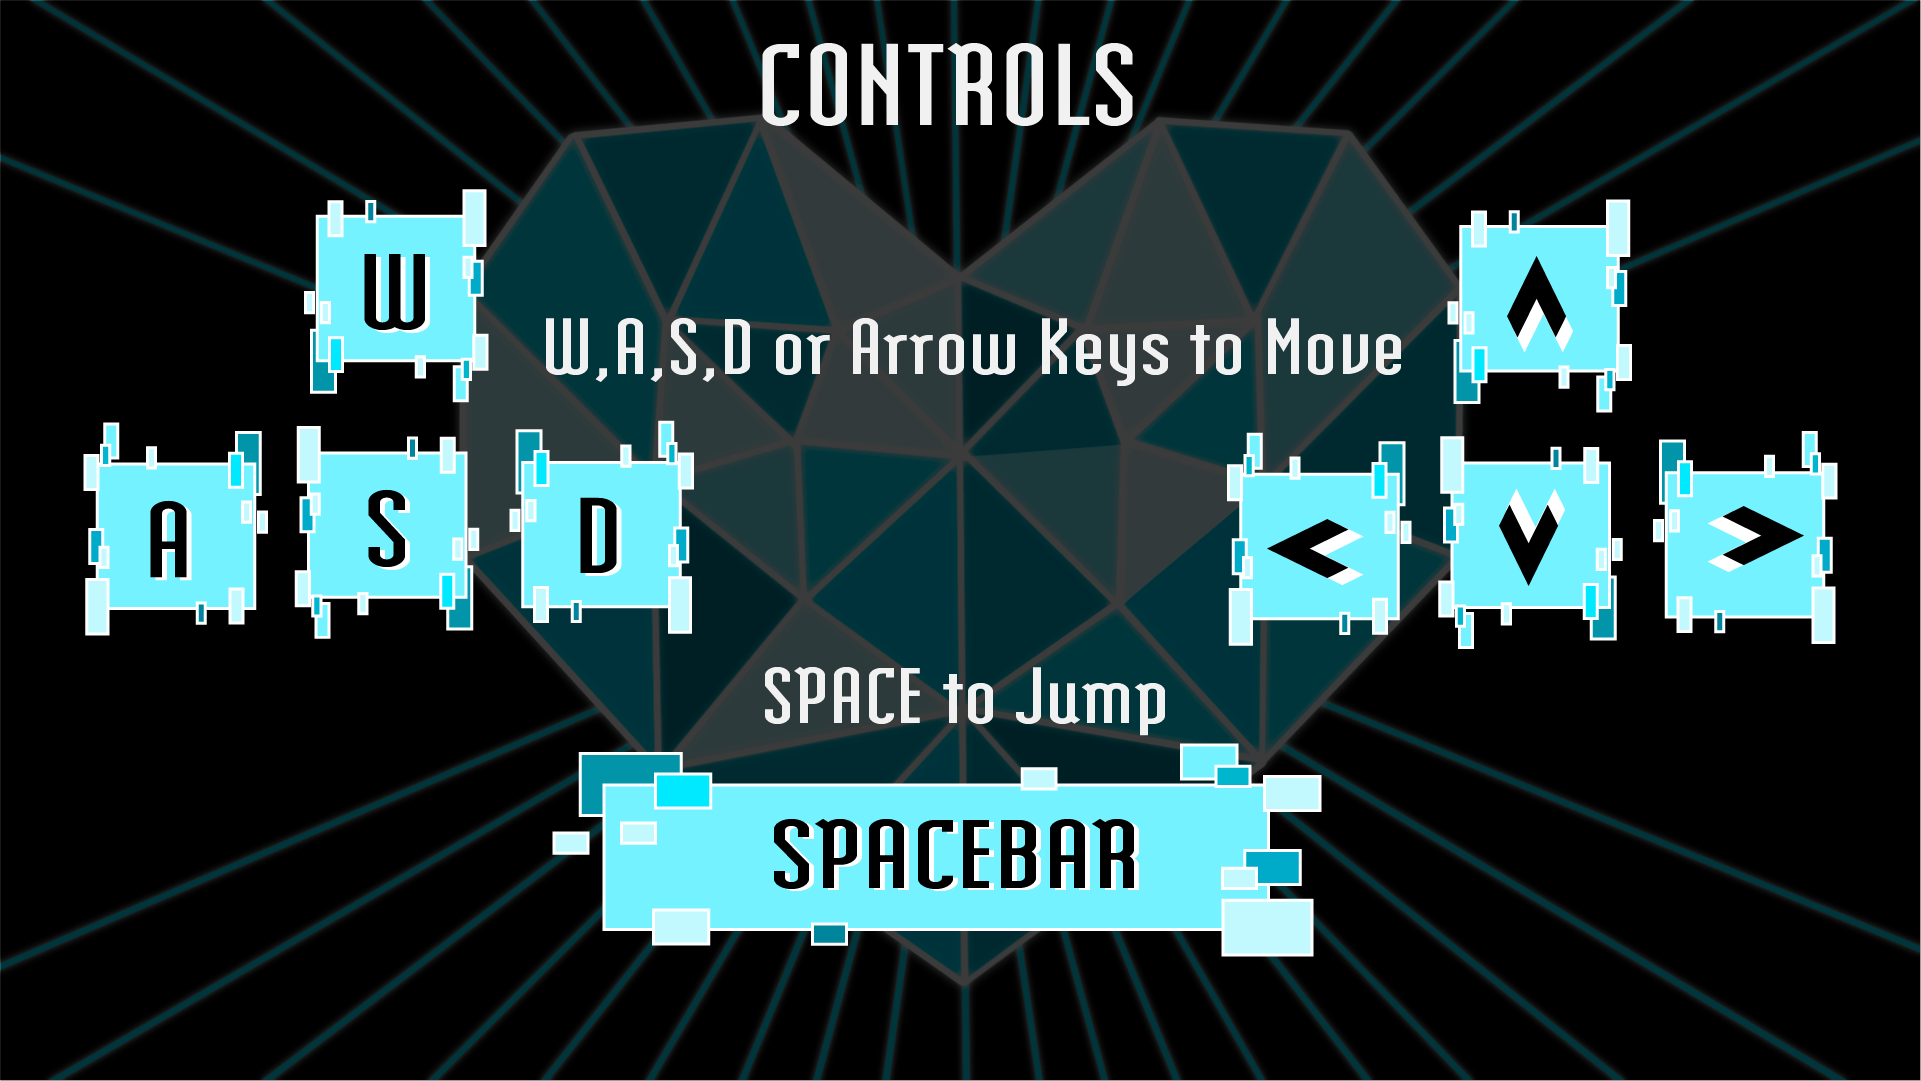 CONTROLS
W
W,A,S,D or Arrow Keys to Move
A S D
SPACE to Jump
SPACEBAR